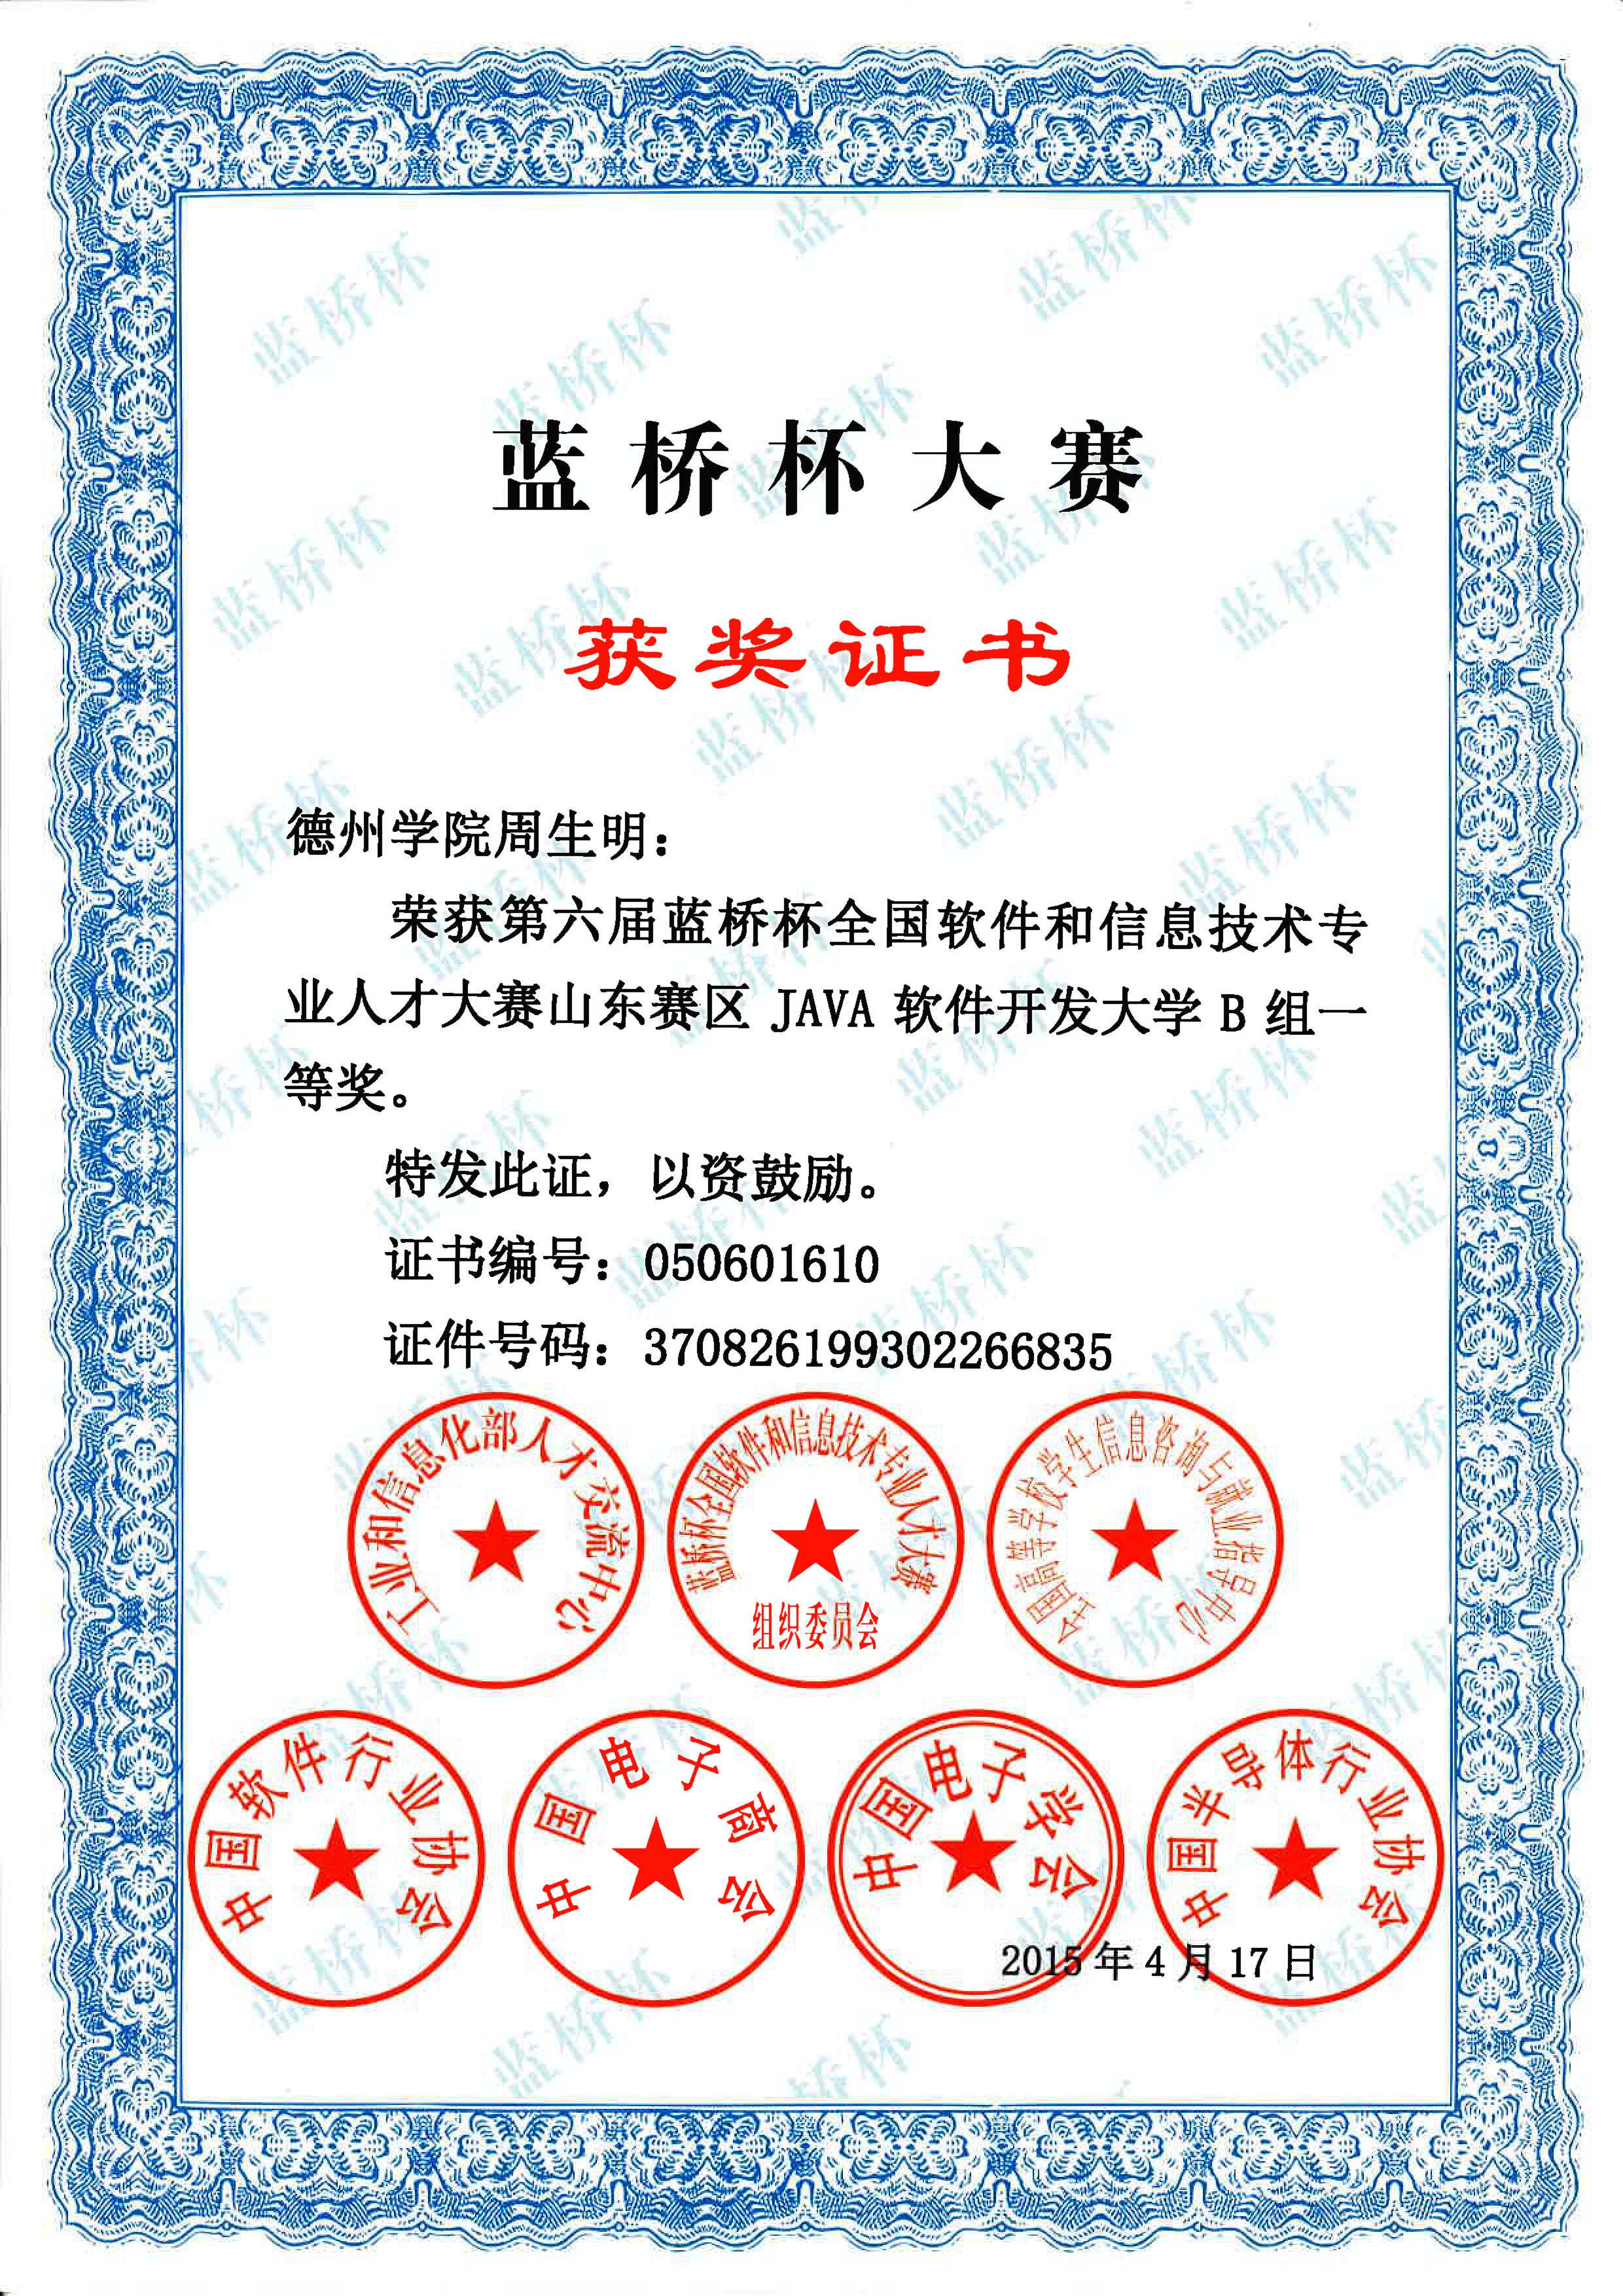 蓝桥杯大赛
获奖证书
德州学院周生明：
荣获第六届蓝桥杯全国软件和信息技术专
业人才大赛山东赛区 JAVA 软件开发大学 B 组一
等奖。
特发此证，以资鼓励。
证书编号：050601610
证件号码：370826199302266835
工业和信息化部人才交流中心
蓝桥杯全国软件和信息技术专业人才大赛
组织委员会
全国高等学校学生信息咨询与就业指导中心
中国软件行业协会
中国电子商会
中国电子学会
中国半导体行业协会
2015 年 4 月 17 日